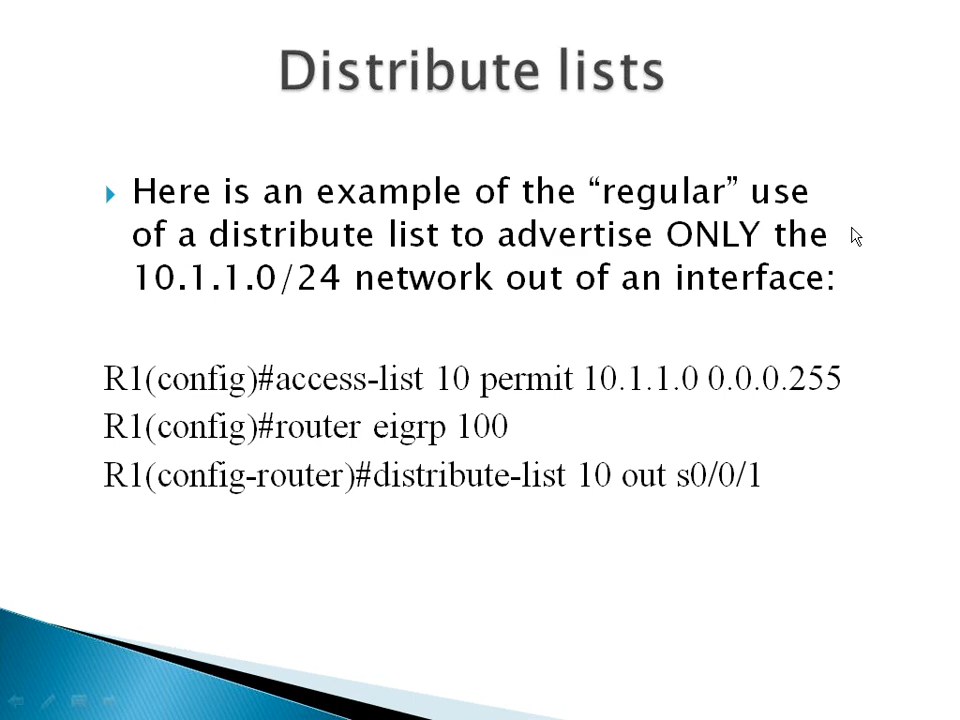 Distribute lists
Here is an example of the “regular” use
of a distribute list to advertise ONLY the
10.1.1.0/24 network out of an interface:
R1(config)#access-list 10 permit 10.1.1.0 0.0.0.255
R1(config)#router eigrp 100
R1(config-router)#distribute-list 10 out s0/0/1